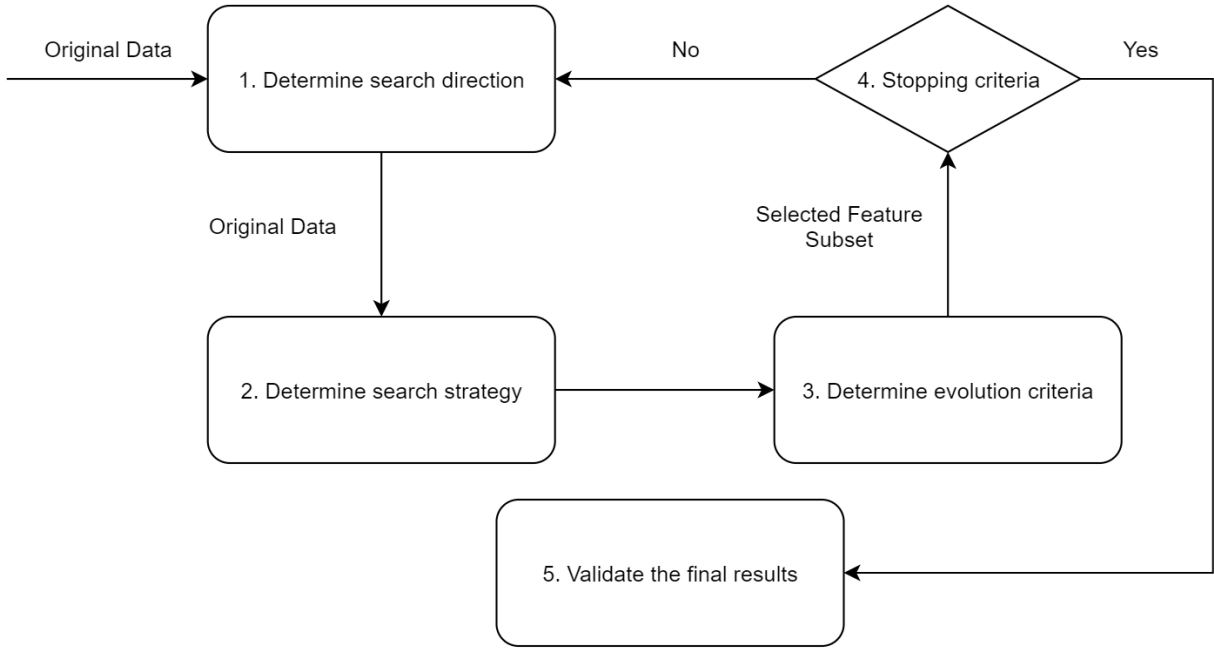 Original Data
1. Determine search direction
No
4. Stopping criteria
Yes
Original Data
Selected Feature
Subset
2. Determine search strategy
3. Determine evolution criteria
5. Validate the final results